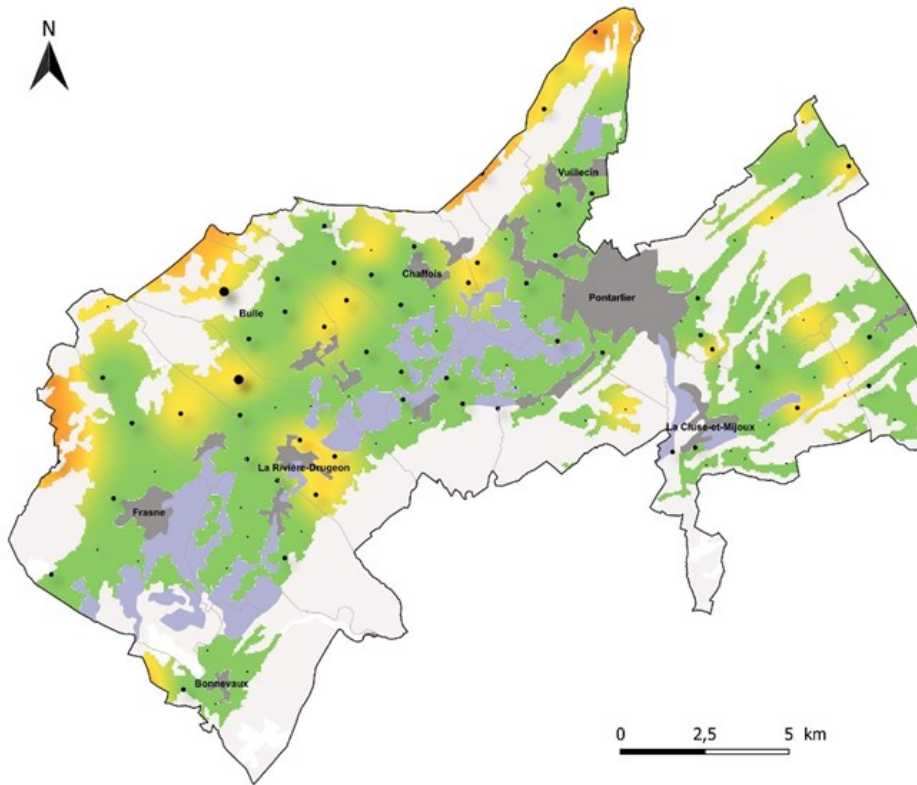 N
Vuillecin
Chaffois
Pontarlier
Bulle
La Cluse-et-Mijoux
La Rivière-Drugeon
Frasne
Bonnevaux
0 2,5 5 km